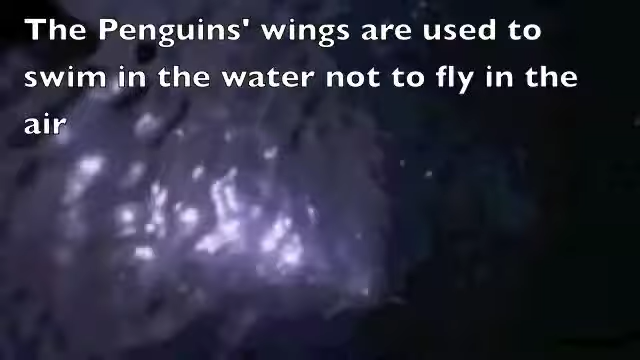 The Penguins' wings are used to
swim in the water not to fly in the
air